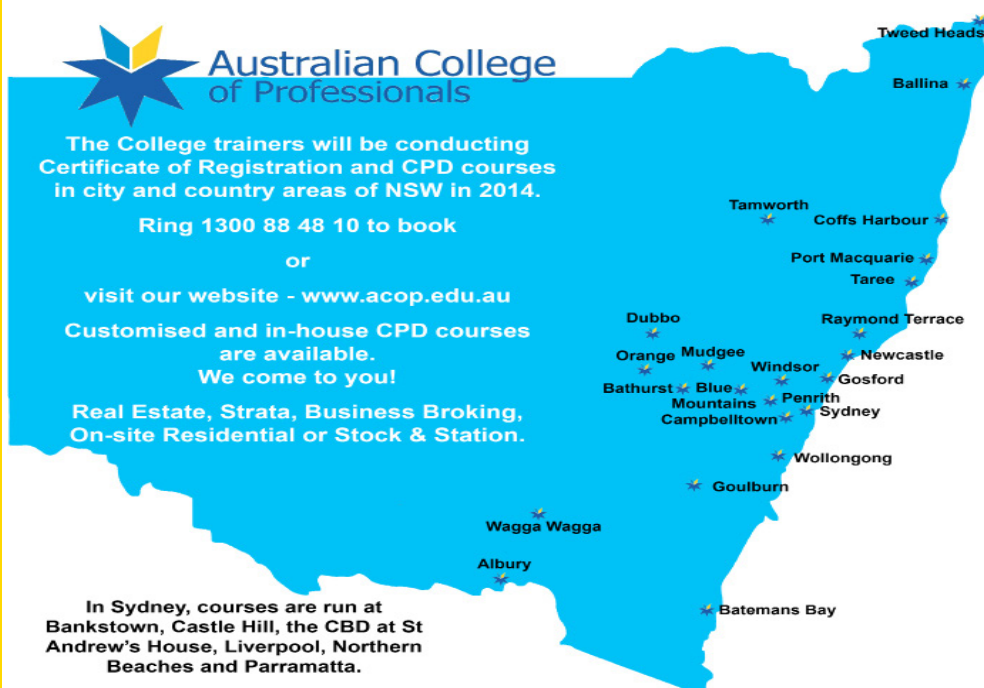 Australian College
of Professionals
The College trainers will be conducting
Certificate of Registration and CPD courses
in city and country areas of NSW in 2014.
Ring 1300 88 48 10 to book
or
visit our website - www.acop.edu.au
Customised and in-house CPD courses
are available.
We come to you!
Real Estate, Strata, Business Broking,
On-site Residential or Stock & Station.
Tweed Heads
Ballina
Tamworth
Coffs Harbour
Port Macquarie
Taree
Dubbo
Raymond Terrace
Orange
Mudgee
Newcastle
Windsor
Gosford
Bathurst
Blue
Mountains
Penrith
Sydney
Campbelltown
Wollongong
Goulburn
Wagga Wagga
Albury
Batemans Bay
In Sydney, courses are run at
Bankstown, Castle Hill, the CBD at St
Andrew's House, Liverpool, Northern
Beaches and Parramatta.